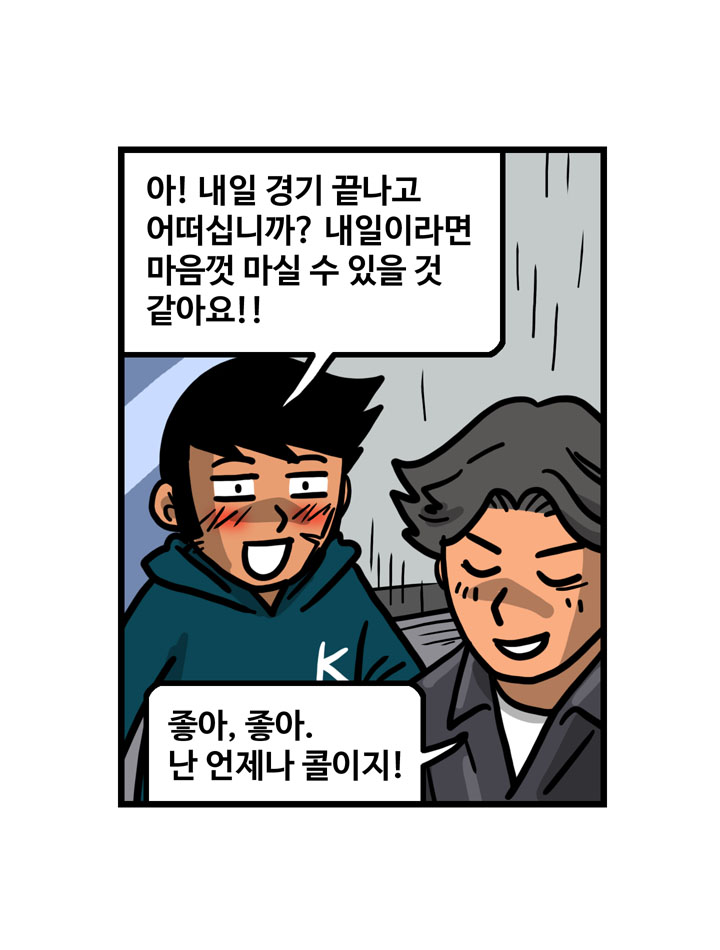 아! 내일 경기 끝나고
어떠십니까? 내일이라면
마음껏 마실 수 있을 것
같아요!!
K
좋아, 좋아.
난 언제나 콜이지!